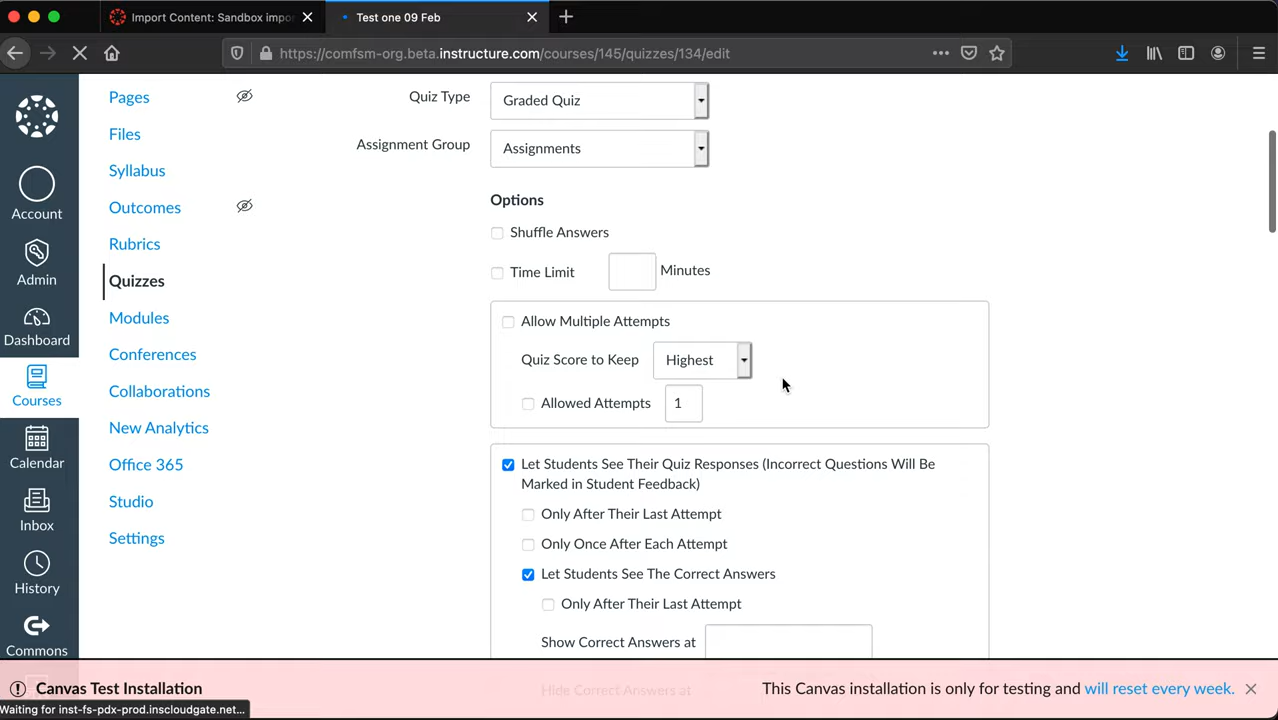 Import Content: Sandbox impo
Test one 09 Feb
https://comfsm-org.beta.instructure.com/courses/145/quizzes/134/edit
Account
Admin
Dashboard
Courses
Calendar
Inbox
History
Commons
Pages
Files
Syllabus
Outcomes
Rubrics
Quizzes
Modules
Conferences
Collaborations
New Analytics
Office 365
Studio
Settings
Quiz Type
Graded Quiz
Assignment Group
Assignments
Options
Shuffle Answers
Time Limit
Minutes
Allow Multiple Attempts
Quiz Score to Keep
Highest
Allowed Attempts
1
Let Students See Their Quiz Responses (Incorrect Questions Will Be
Marked in Student Feedback)
Only After Their Last Attempt
Only Once After Each Attempt
Let Students See The Correct Answers
Only After Their Last Attempt
Show Correct Answers at
Hide Correct Answers at
Canvas Test Installation
This Canvas installation is only for testing and will reset every week.
Waiting for inst-fs-pdx-prod.inscloudgate.net...